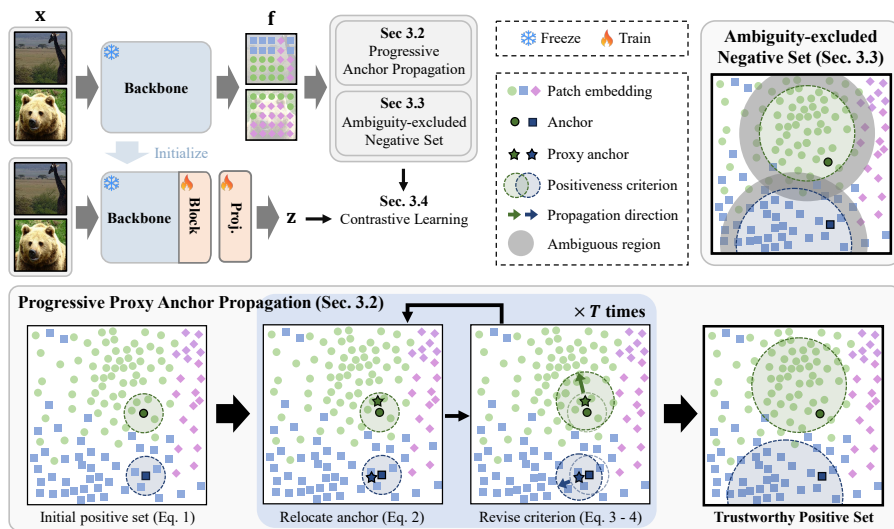 x
f
Backbone
Sec 3.2
Progressive
Anchor Propagation
Sec 3.3
Ambiguity-excluded
Negative Set
Initialize
Backbone
Block
Proj.
z
Sec. 3.4
Contrastive Learning
Freeze
Train
Patch embedding
Anchor
Proxy anchor
Positiveness criterion
Propagation direction
Ambiguous region
Ambiguity-excluded
Negative Set (Sec. 3.3)
Progressive Proxy Anchor Propagation (Sec. 3.2)
× T times
Initial positive set (Eq. 1)
Relocate anchor (Eq. 2)
Revise criterion (Eq. 3 - 4)
Trustworthy Positive Set